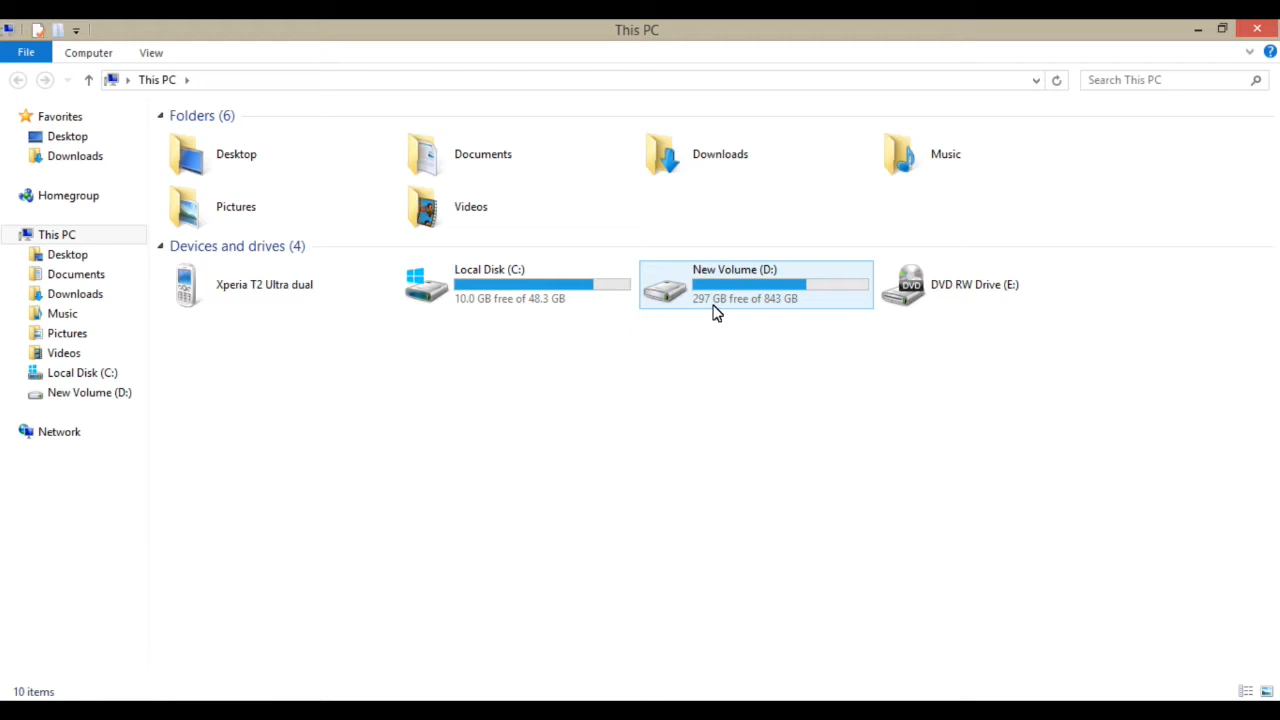 This PC
File Computer View
This PC
Search This PC
Favorites
Desktop
Downloads
Homegroup
This PC
Desktop
Documents
Downloads
Music
Pictures
Videos
Local Disk (C:)
New Volume (D:)
Network
Folders (6)
Desktop Documents Downloads Music
Pictures Videos
Devices and drives (4)
Xperia T2 Ultra dual
Local Disk (C:)
10.0 GB free of 48.3 GB
New Volume (D:)
297 GB free of 843 GB
DVD
DVD RW Drive (E:)
10 items